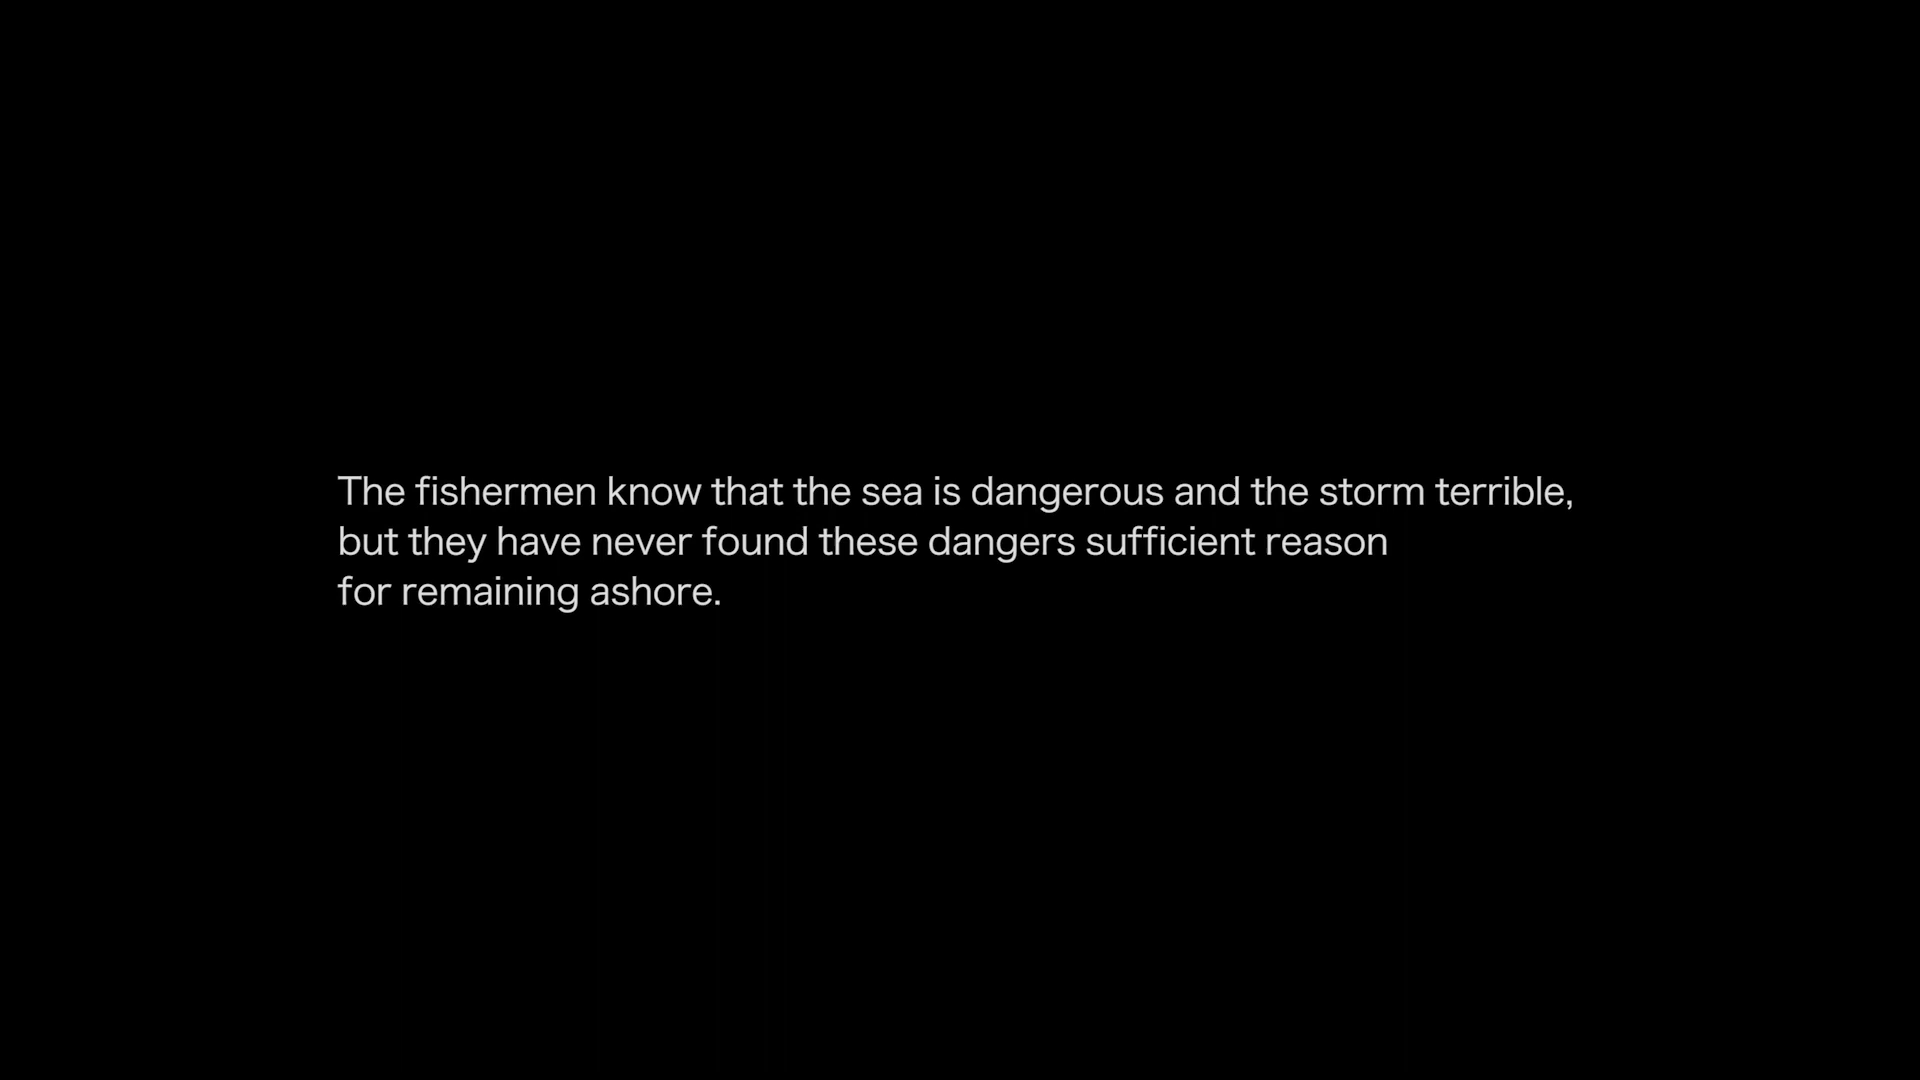 The fishermen know that the sea is dangerous and the storm terrible,
but they have never found these dangers sufficient reason
for remaining ashore.